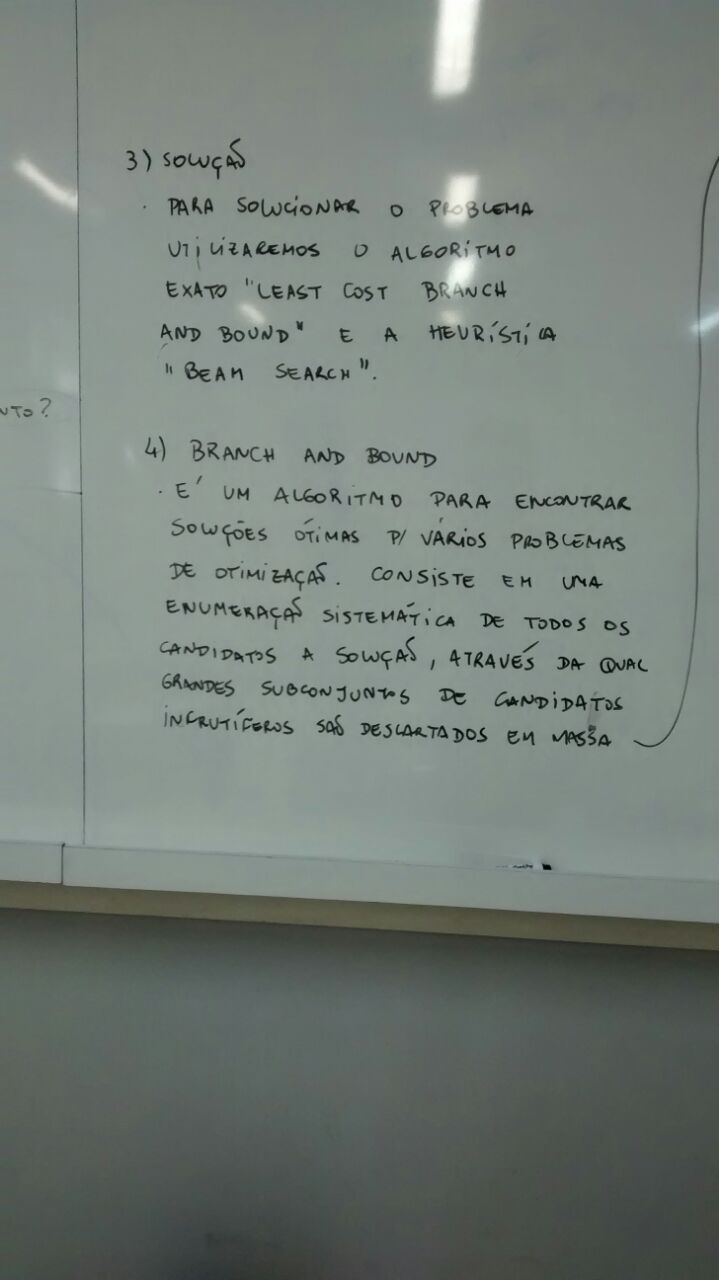 3) SOLUÇÃO
· PARA SOLUCIONAR O PROBLEMA
UTILIZAREMOS O ALGORÍTMO
EXATO "LEAST COST BRANCH
AND BOUND" E A HEURÍSTICA
"BEAM SEARCH".
4) BRANCH AND BOUND
· É UM ALGORITMO PARA ENCONTRAR
SOLUÇÕES ÓTIMAS P/ VÁRIOS PROBLEMAS
DE OTIMIZAÇÃO. CONSISTE EM UMA
ENUMERAÇÃO SISTEMÁTICA DE TODOS OS
CANDIDATOS A SOLUÇÃO, ATRAVÉS DA QUAL
GRANDES SUBCONJUNTOS DE CANDIDATOS
INFRUTÍFEROS SÃO DESCARTADOS EM MASSA